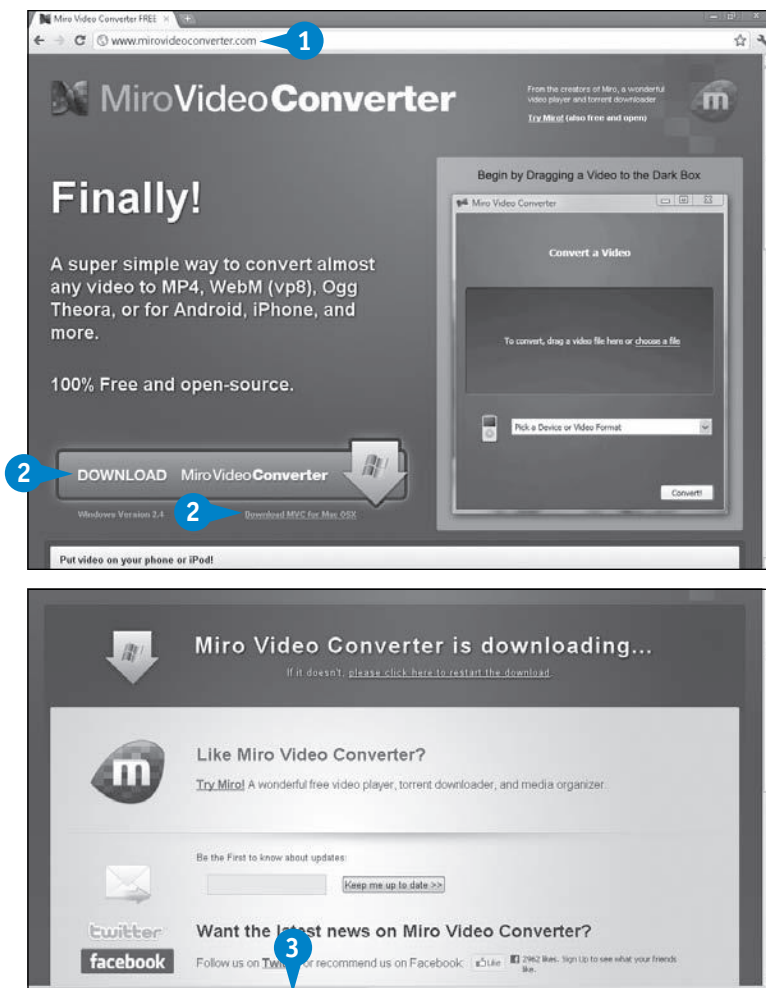 Miro Video Converter FREE
www.mirovideoconverter.com
1
MiroVideoConverter
From the creators of Miro, a wonderful
video player and torrent downloader
Try Miro! (also free and open)
m
Finally!
A super simple way to convert almost
any video to MP4, WebM (vp8), Ogg
Theora, or for Android, iPhone, and
more.
100% Free and open-source.
Begin by Dragging a Video to the Dark Box
Miro Video Converter
Convert a Video
To convert, drag a video file here or choose a file
Pick a Device or Video Format
Convert!
2
DOWNLOAD MiroVideoConverter
Windows Version 2.4
2
Download MVC for Mac OSX
Put video on your phone or iPod!
Miro Video Converter is downloading...
If it doesn't, please click here to restart the download.
m
Like Miro Video Converter?
Try Miro! A wonderful free video player, torrent downloader, and media organizer.
Be the First to know about updates:
Keep me up to date >>
twitter
facebook
Want the latest news on Miro Video Converter?
3
Follow us on or recommend us on Facebook:
Like
2962 likes. Sign Up to see what your friends
like.